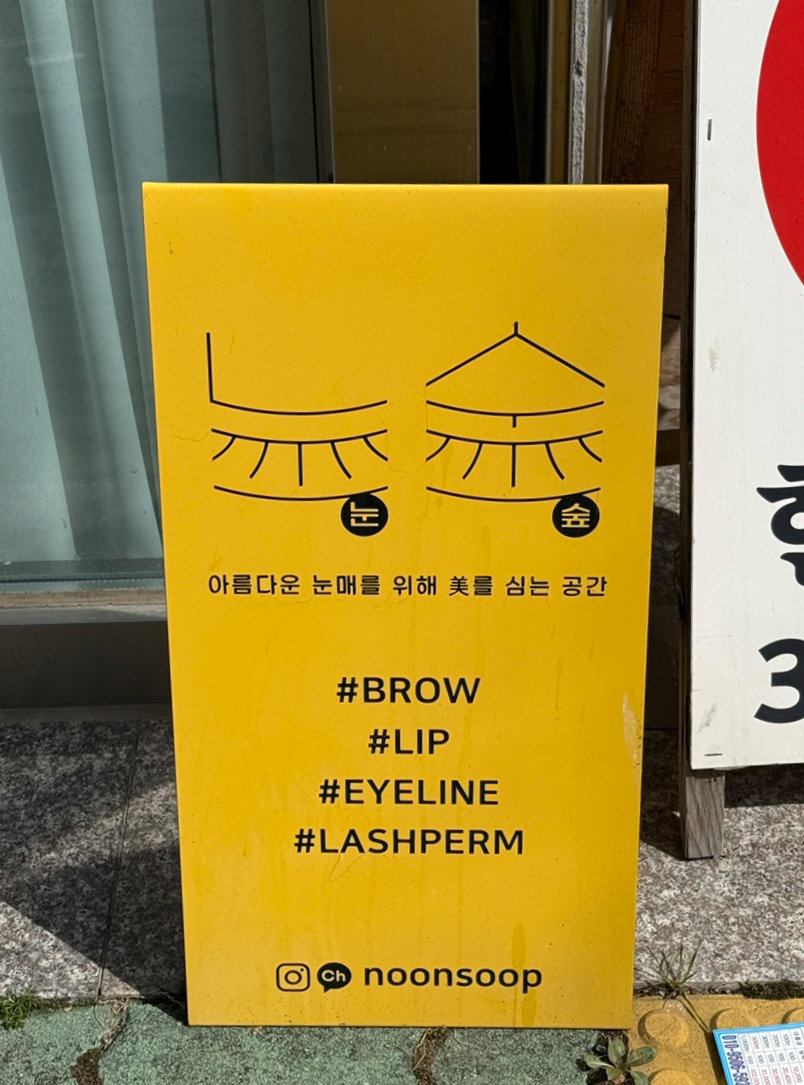 눈
숲
아름다운 눈매를 위해 美를 심는 공간
#BROW
#LIP
#EYELINE
#LASHPERM
Ch noonsoop
3